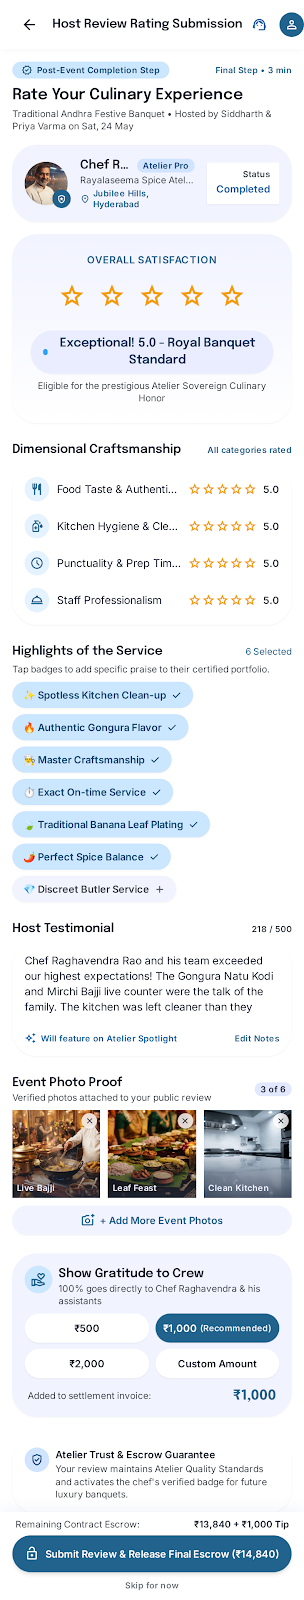 Host Review Rating Submission
Post-Event Completion Step
Final Step • 3 min
Rate Your Culinary Experience
Traditional Andhra Festive Banquet • Hosted by Siddharth &
Priya Varma on Sat, 24 May
Chef R...
Atelier Pro
Rayalaseema Spice Atel...
Jubilee Hills,
Hyderabad
Status
Completed
OVERALL SATISFACTION
Exceptional! 5.0 - Royal Banquet
Standard
Eligible for the prestigious Atelier Sovereign Culinary
Honor
Dimensional Craftsmanship
All categories rated
Food Taste & Authenti...
5.0
Kitchen Hygiene & Cle...
5.0
Punctuality & Prep Tim...
5.0
Staff Professionalism
5.0
Highlights of the Service
6 Selected
Tap badges to add specific praise to their certified portfolio.
✨ Spotless Kitchen Clean-up ✓
🔥 Authentic Gongura Flavor ✓
👨‍🍳 Master Craftsmanship ✓
⏱️ Exact On-time Service ✓
🍃 Traditional Banana Leaf Plating ✓
🌶️ Perfect Spice Balance ✓
💎 Discreet Butler Service +
Host Testimonial
218 / 500
Chef Raghavendra Rao and his team exceeded
our highest expectations! The Gongura Natu Kodi
and Mirchi Bajji live counter were the talk of the
family. The kitchen was left cleaner than they
Will feature on Atelier Spotlight
Edit Notes
Event Photo Proof
Verified photos attached to your public review
3 of 6
Live Bajji
Leaf Feast
Clean Kitchen
+ Add More Event Photos
Show Gratitude to Crew
100% goes directly to Chef Raghavendra & his
assistants
₹500
₹1,000 (Recommended)
₹2,000
Custom Amount
Added to settlement invoice:
₹1,000
Atelier Trust & Escrow Guarantee
Your review maintains Atelier Quality Standards
and activates the chef's verified badge for future
luxury banquets.
Remaining Contract Escrow:
₹13,840 + ₹1,000 Tip
Submit Review & Release Final Escrow (₹14,840)
Skip for now